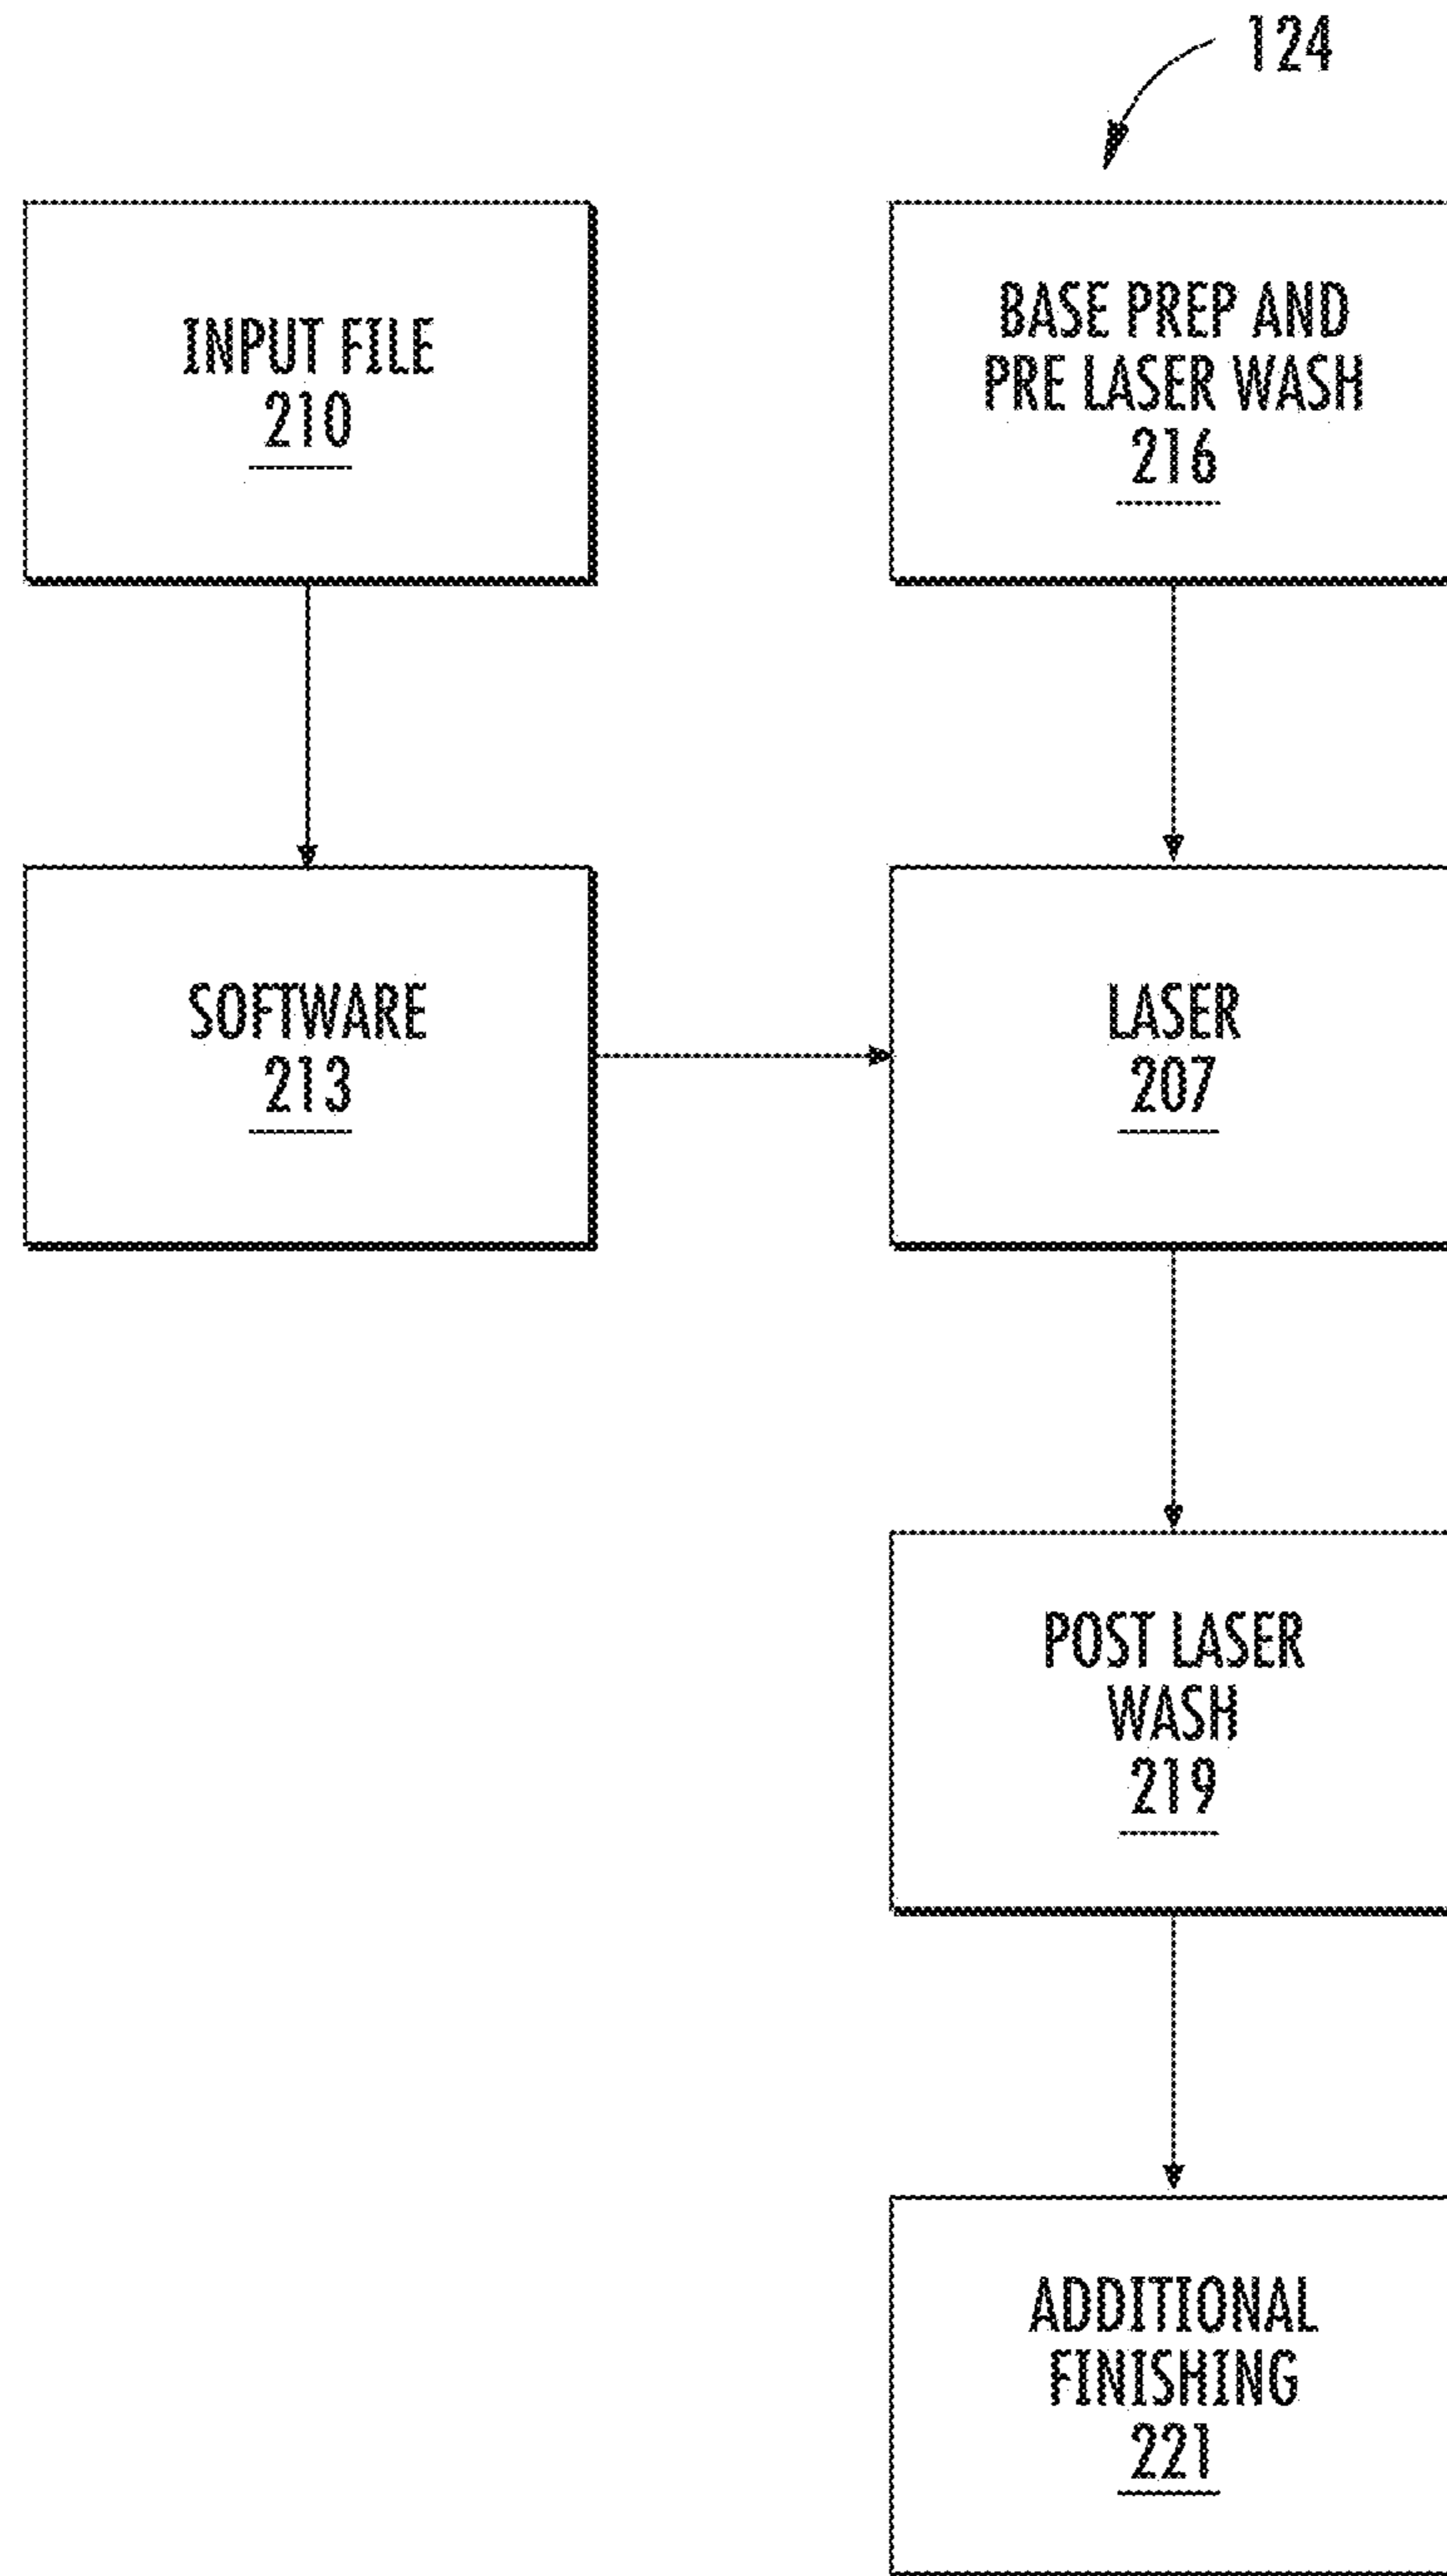 124
INPUT FILE
210
BASE PREP AND
PRE LASER WASH
216
SOFTWARE
213
LASER
207
POST LASER
WASH
219
ADDITIONAL
FINISHING
221